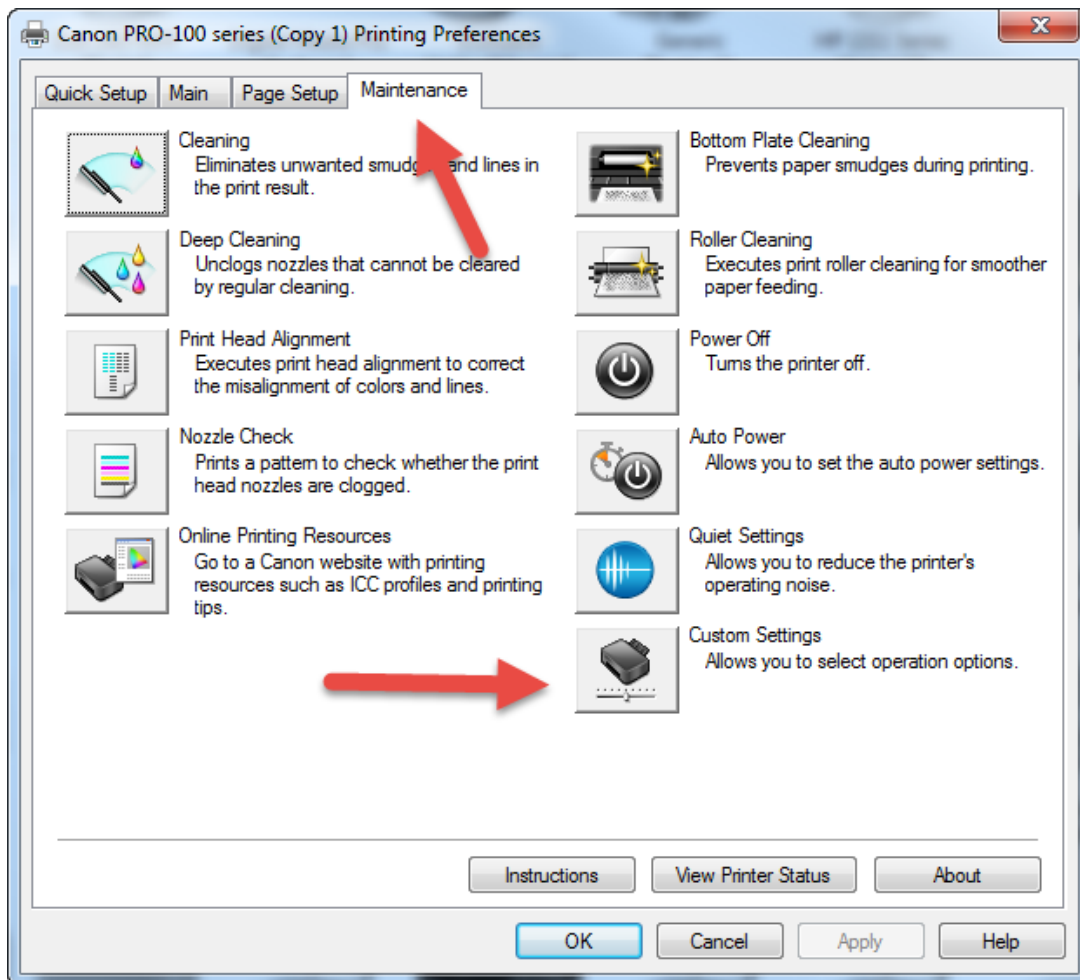 Canon PRO-100 series (Copy 1) Printing Preferences
X
Quick Setup
Main
Page Setup
Maintenance
Cleaning
Eliminates unwanted smudges and lines in
the print result.
Deep Cleaning
Unclogs nozzles that cannot be cleared
by regular cleaning.
Print Head Alignment
Executes print head alignment to correct
the misalignment of colors and lines.
Nozzle Check
Prints a pattern to check whether the print
head nozzles are clogged.
Online Printing Resources
Go to a Canon website with printing
resources such as ICC profiles and printing
tips.
Bottom Plate Cleaning
Prevents paper smudges during printing.
Roller Cleaning
Executes print roller cleaning for smoother
paper feeding.
Power Off
Turns the printer off.
Auto Power
Allows you to set the auto power settings.
Quiet Settings
Allows you to reduce the printer's
operating noise.
Custom Settings
Allows you to select operation options.
Instructions
View Printer Status
About
OK
Cancel
Apply
Help